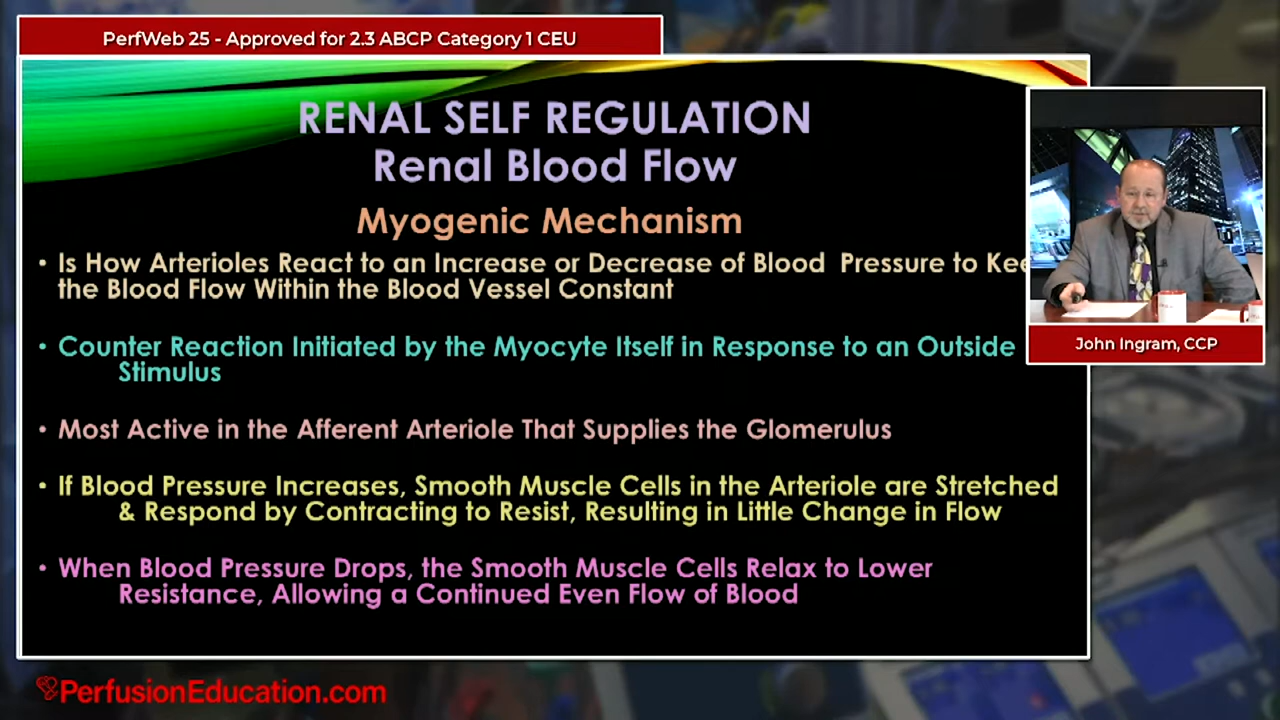 PerfWeb 25 - Approved for 2.3 ABCP Category 1 CEU
RENAL SELF REGULATION
Renal Blood Flow
Myogenic Mechanism
• Is How Arterioles React to an Increase or Decrease of Blood Pressure to Kee
the Blood Flow Within the Blood Vessel Constant
• Counter Reaction Initiated by the Myocyte Itself in Response to an Outside
Stimulus
• Most Active in the Afferent Arteriole That Supplies the Glomerulus
• If Blood Pressure Increases, Smooth Muscle Cells in the Arteriole are Stretched
& Respond by Contracting to Resist, Resulting in Little Change in Flow
• When Blood Pressure Drops, the Smooth Muscle Cells Relax to Lower
Resistance, Allowing a Continued Even Flow of Blood
John Ingram, CCP
PerfusionEducation.com